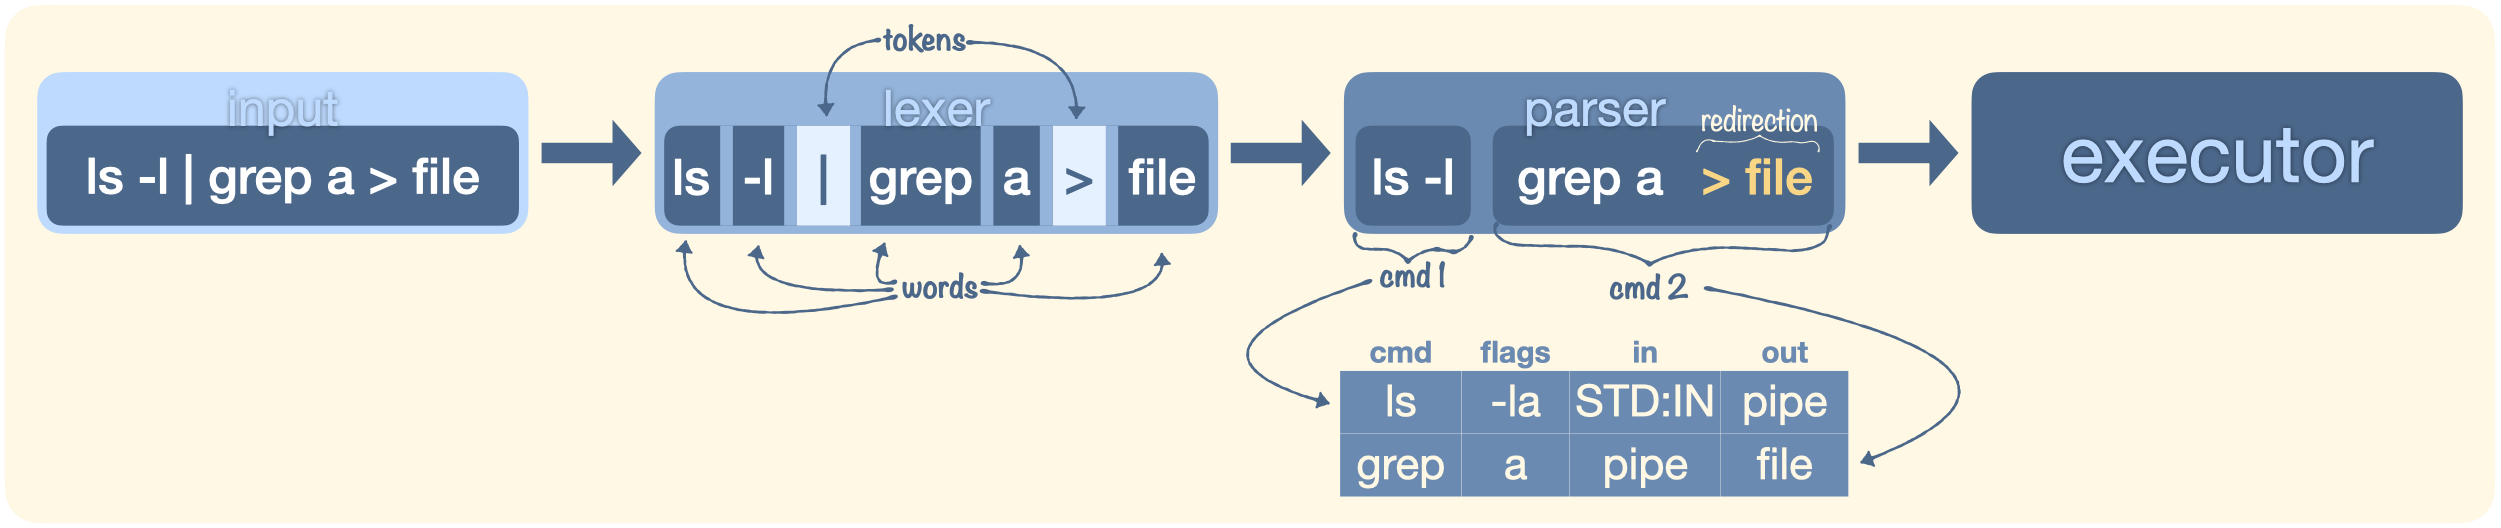 tokens
input
lexer
parser
redirection
executor
ls -l | grep a > file
ls -l | grep a > file
ls -l grep a > file
words
cmd 1
cmd 2
cmd flags in out
ls -la STD:IN pipe
grep a pipe file